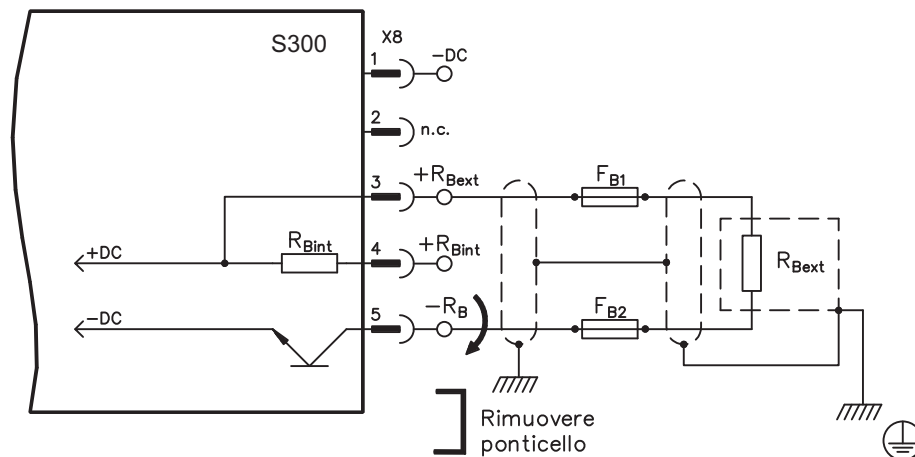 S300
X8
1
−DC
2
n.c.
3
+RBext
FB1
+DC
RBint
4
+RBint
RBext
−DC
5
−RB
FB2
Rimuovere
ponticello